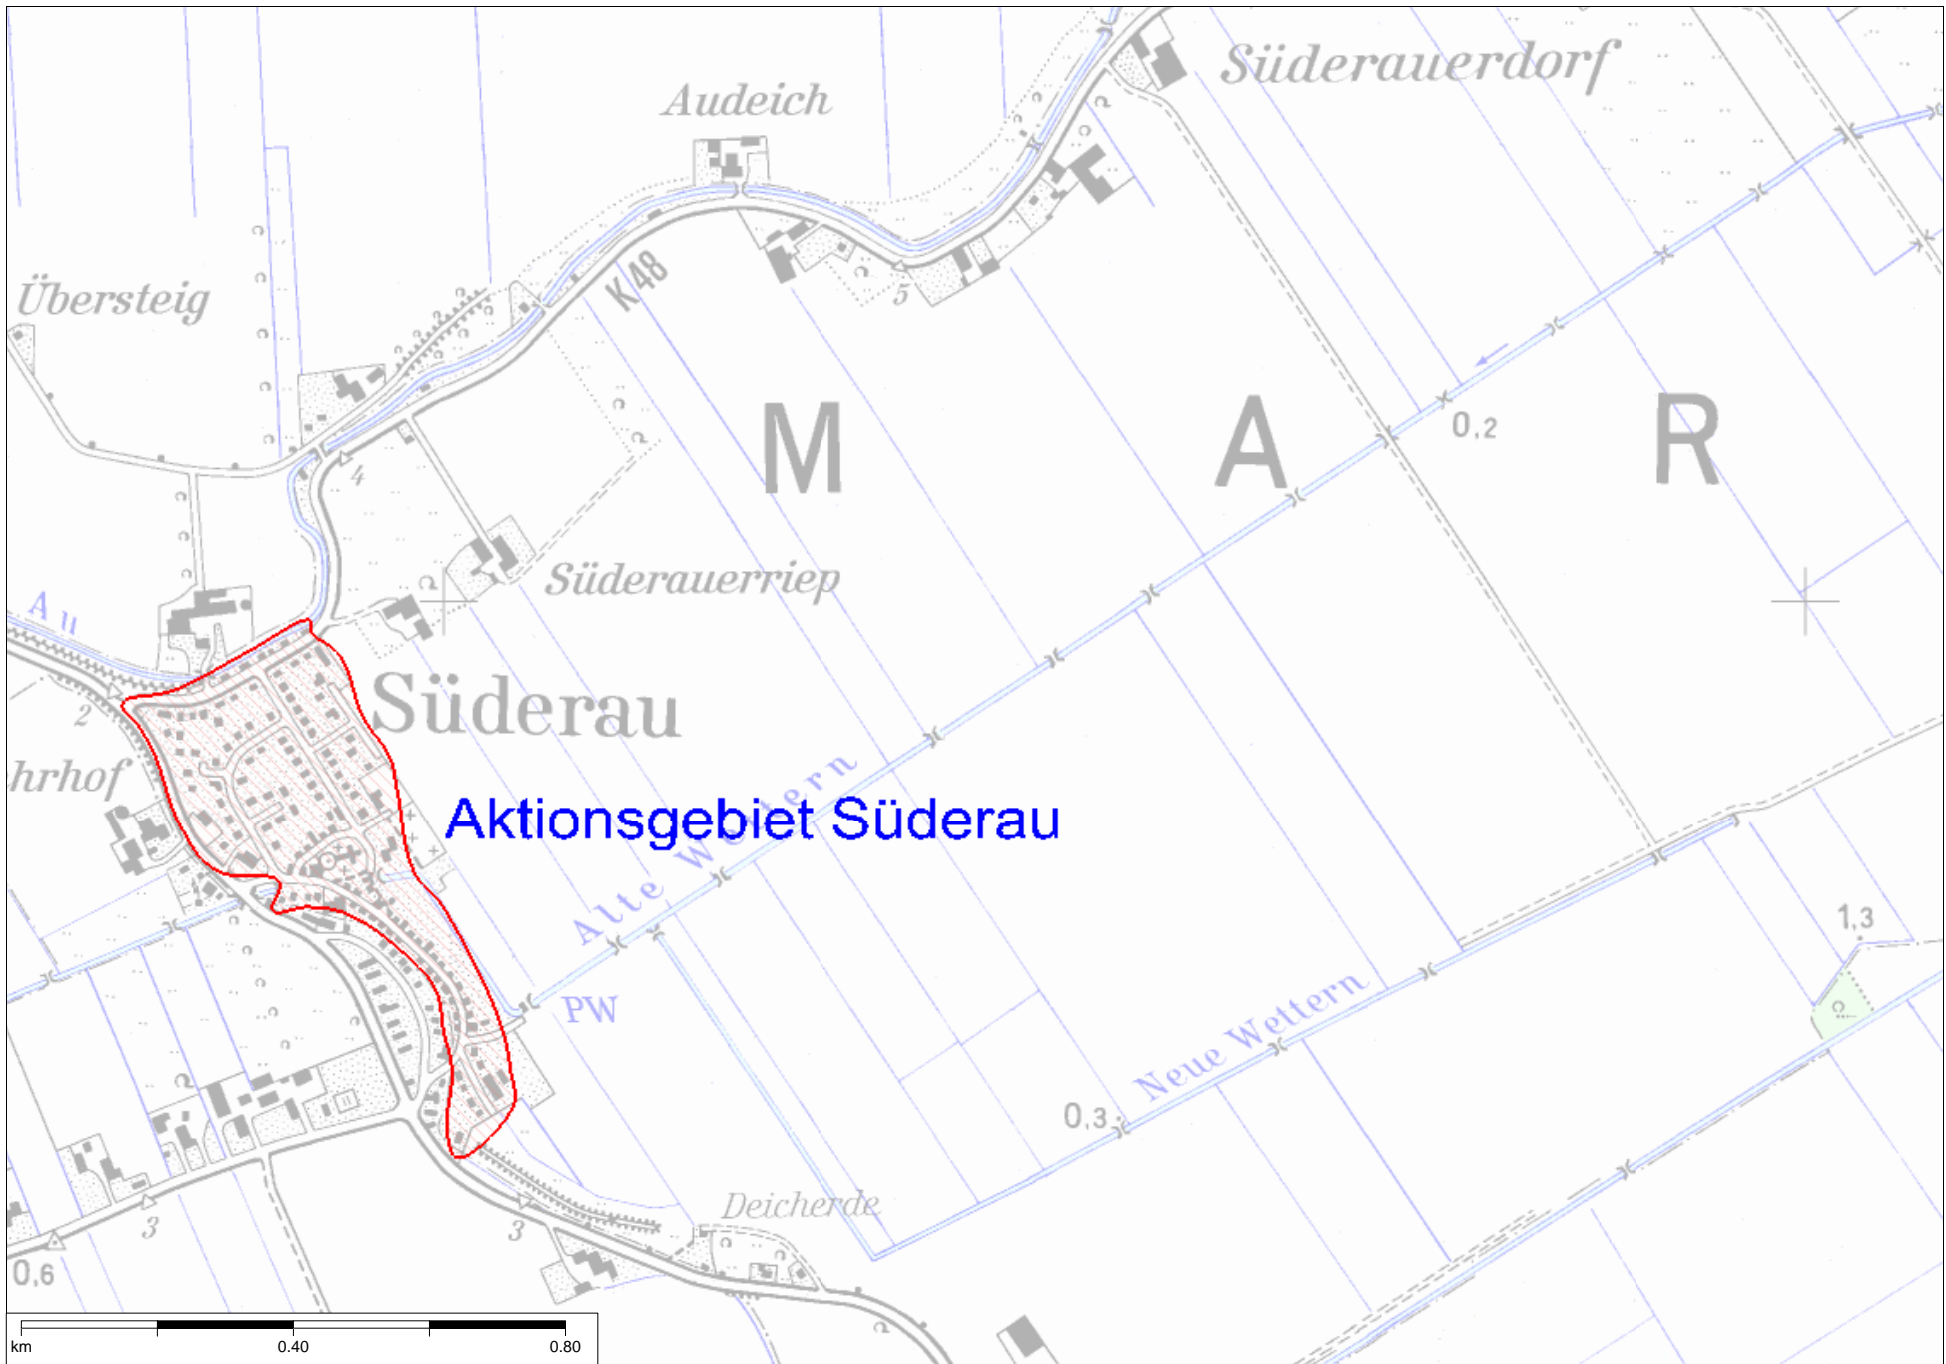 Süderauerdorf
Audeich
Übersteig
K 48
5
M A R
0,2
4
Süderauerriep
Au
Süderau
2
hrhof
Aktionsgebiet Süderau
Alte Wettern
1,3
PW
Neue Wettern
0,3
Deicherde
3
3
0,6
km 0.40 0.80